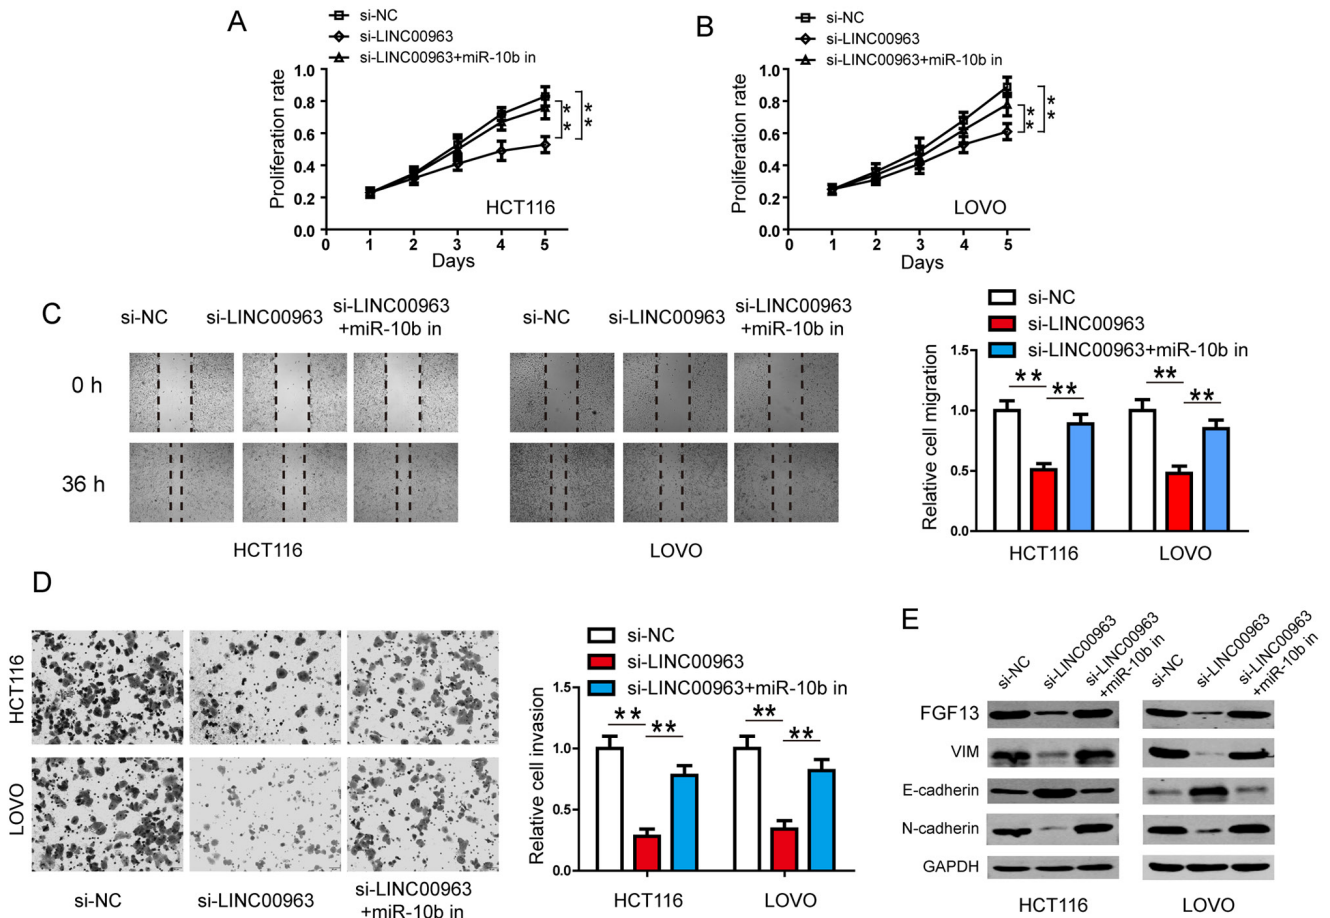 A
si-NC
si-LINC00963
si-LINC00963+miR-10b in
Proliferation rate
1.0
0.8
0.6
0.4
0.2
0.0
0 1 2 3 4 5
Days
HCT116
**
**
B
si-NC
si-LINC00963
si-LINC00963+miR-10b in
Proliferation rate
1.0
0.8
0.6
0.4
0.2
0.0
0 1 2 3 4 5
Days
LOVO
**
**
C
si-NC si-LINC00963 si-LINC00963
+miR-10b in
si-NC si-LINC00963 si-LINC00963
+miR-10b in
0 h
36 h
HCT116
LOVO
si-NC
si-LINC00963
si-LINC00963+miR-10b in
Relative cell migration
1.5
1.0
0.5
0.0
** **
** **
HCT116 LOVO
D
HCT116
LOVO
si-NC si-LINC00963 si-LINC00963
+miR-10b in
si-NC
si-LINC00963
si-LINC00963+miR-10b in
Relative cell invasion
1.5
1.0
0.5
0.0
** **
** **
HCT116 LOVO
E
si-NC
si-LINC00963
si-LINC00963
+miR-10b in
si-NC
si-LINC00963
si-LINC00963
+miR-10b in
FGF13
VIM
E-cadherin
N-cadherin
GAPDH
HCT116 LOVO